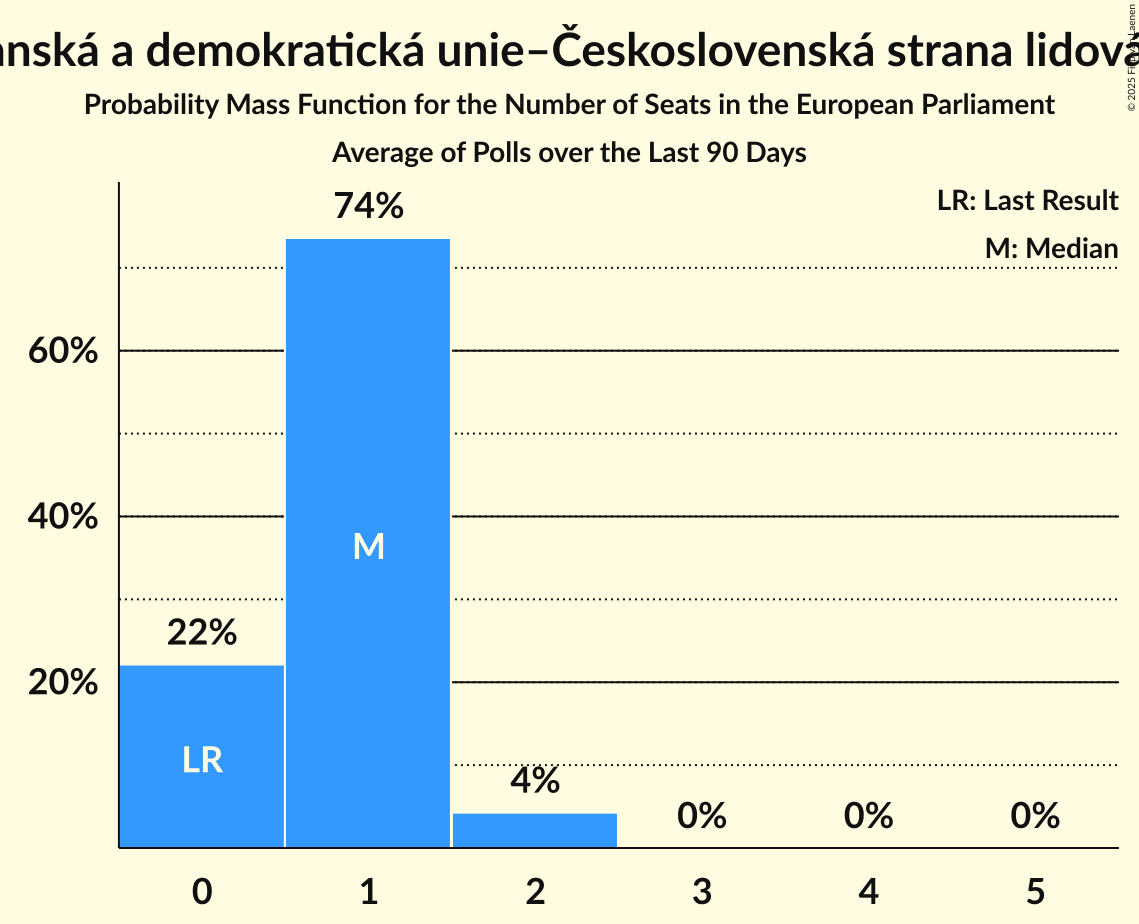 anská a demokratická unie–Československá strana lidová
Probability Mass Function for the Number of Seats in the European Parliament
Average of Polls over the Last 90 Days
© 2025 Filip van Laenen
LR: Last Result
M: Median
74%
60%
M
40%
22%
20%
LR
4%
0%
0%
0%
0
1
2
3
4
5